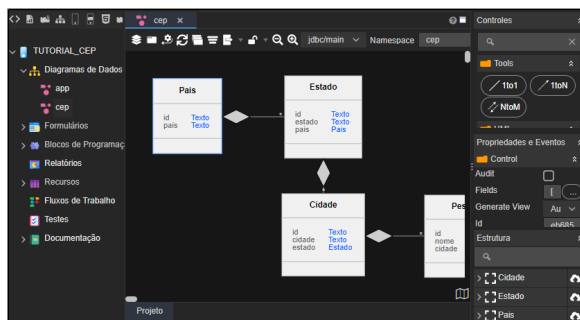 cep
Controles
jdbc/main
Namespace
cep
TUTORIAL_CEP
Diagramas de Dados
app
cep
Formulários
Blocos de Programaç
Relatórios
Recursos
Fluxos de Trabalho
Testes
Documentação
Pais
id Texto
pais Texto
Estado
id Texto
estado Texto
pais Pais
Cidade
id Texto
cidade Texto
estado Estado
Pes
id
nome
cidade
Projeto
Tools
1to1
1toN
NtoM
Propriedades e Eventos
Control
Audit
Fields [ ...
Generate View Au
Id eb685
Estrutura
Cidade
Estado
Pais